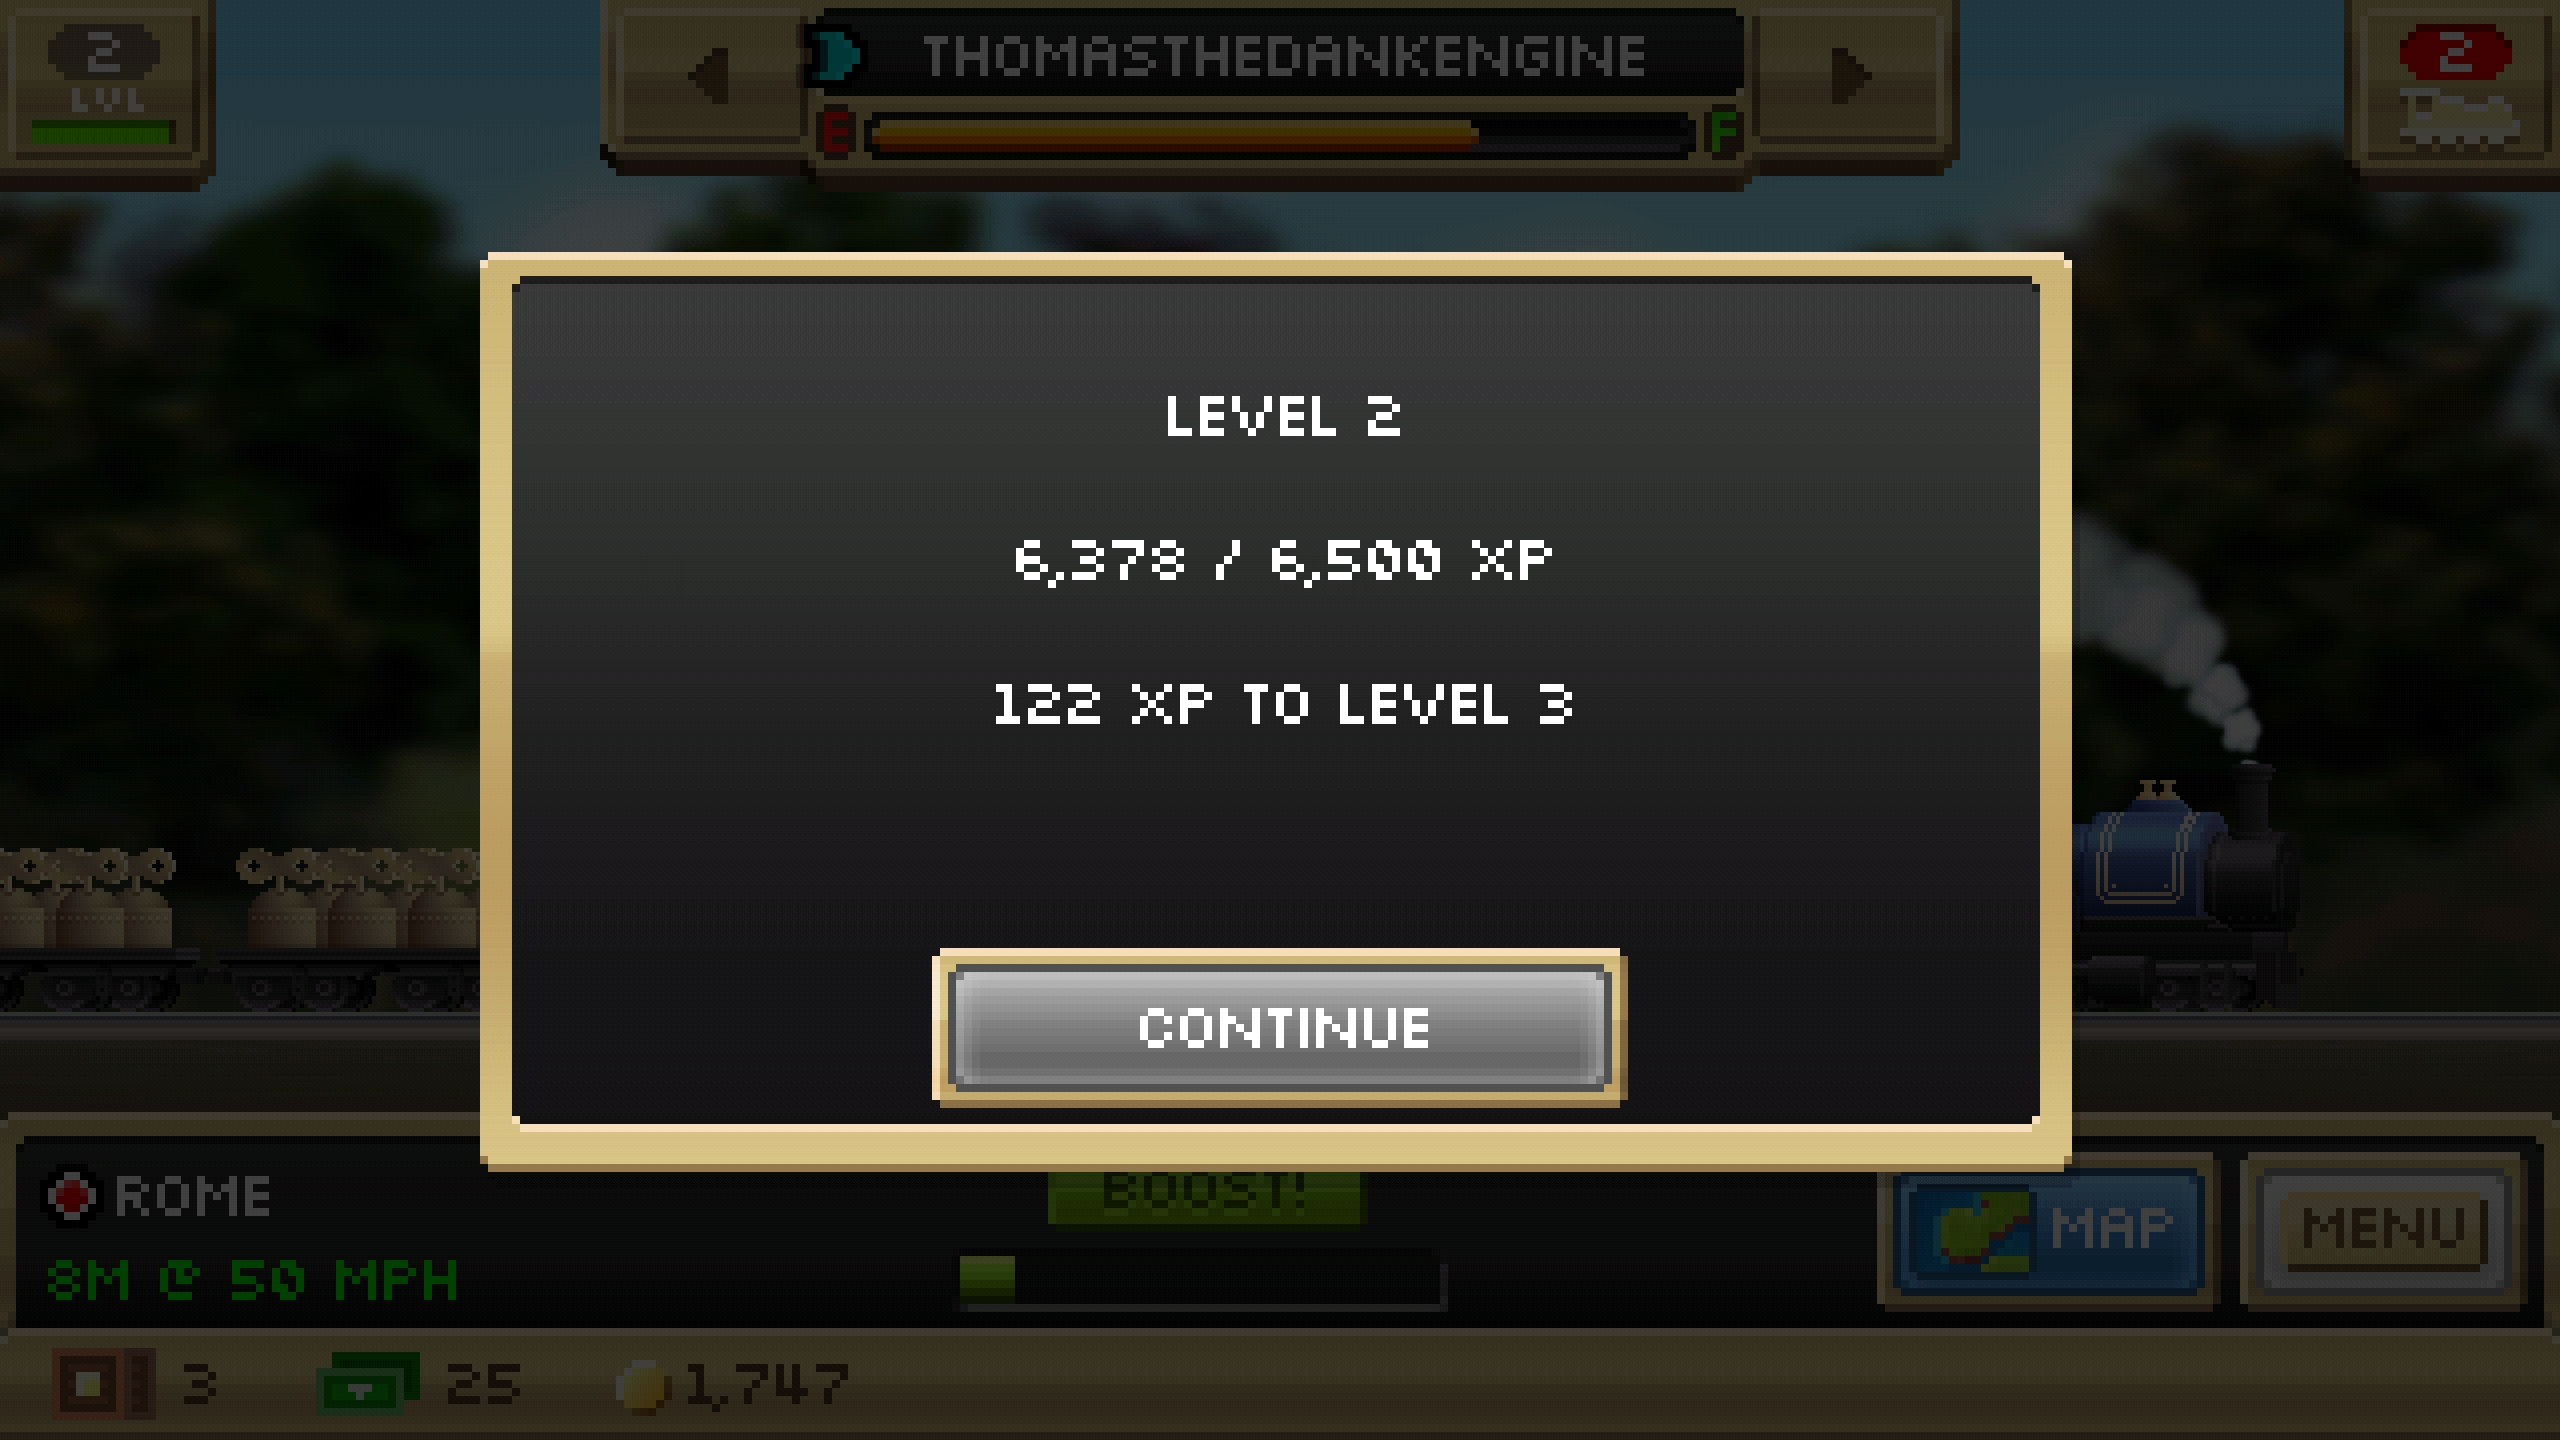 2
LVL
THOMASTHEDANKENGINE
E
F
2
LEVEL 2
6,378 / 6,500 XP
122 XP TO LEVEL 3
CONTINUE
ROME
8M @ 50 MPH
BOOST!
MAP
MENU
3
25
1,747